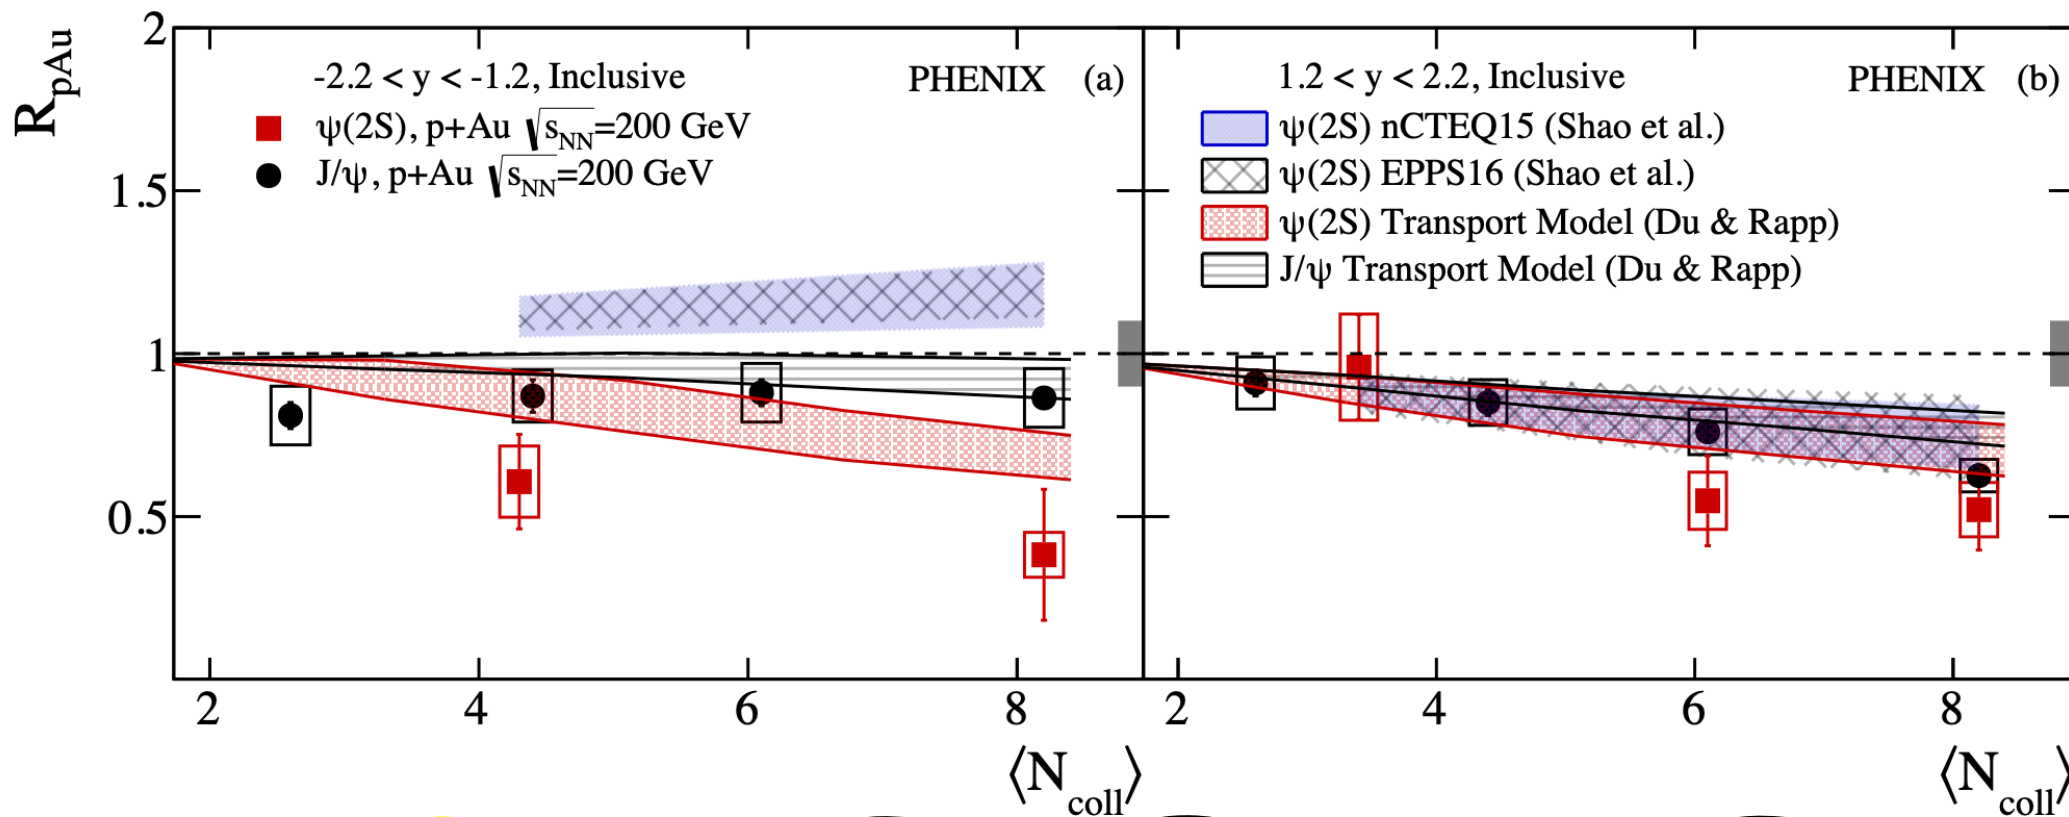 R_pAu
2
1.5
1
0.5
-2.2 < y < -1.2, Inclusive PHENIX (a)
ψ(2S), p+Au √s_NN=200 GeV
J/ψ, p+Au √s_NN=200 GeV
1.2 < y < 2.2, Inclusive PHENIX (b)
ψ(2S) nCTEQ15 (Shao et al.)
ψ(2S) EPPS16 (Shao et al.)
ψ(2S) Transport Model (Du & Rapp)
J/ψ Transport Model (Du & Rapp)
2 4 6 8 2 4 6 8
⟨N_coll⟩ ⟨N_coll⟩